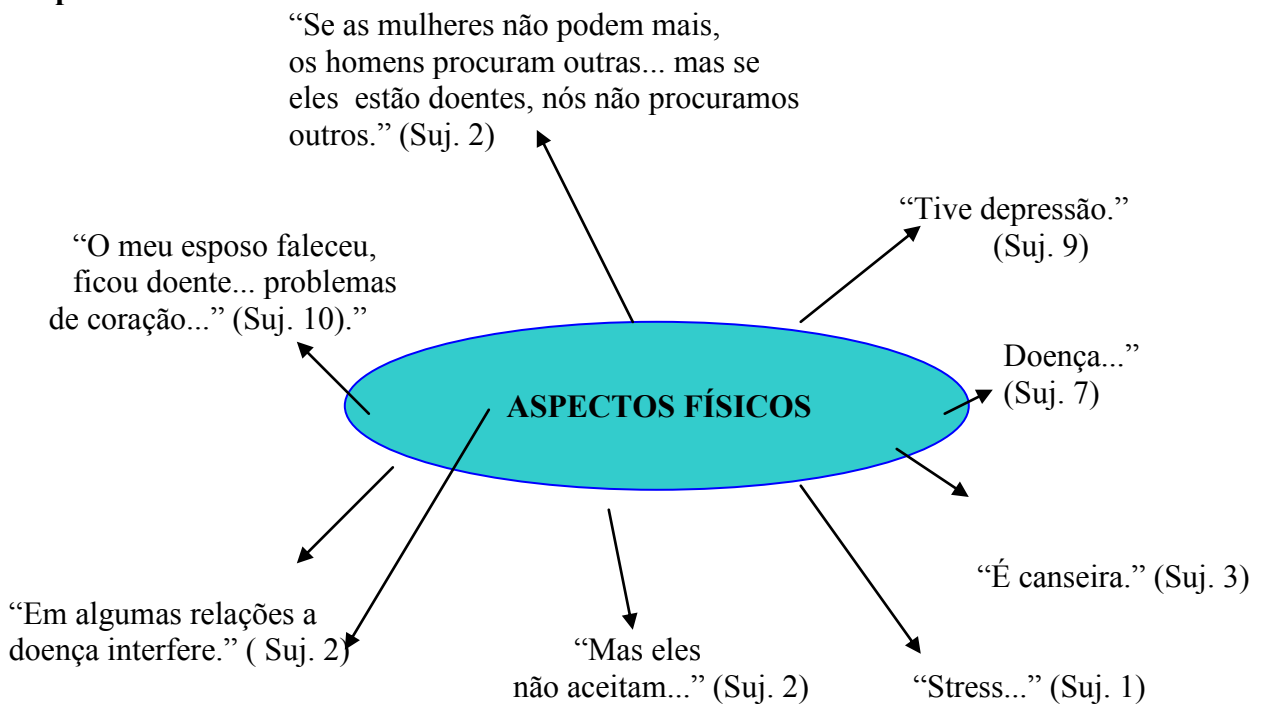 “Se as mulheres não podem mais,
os homens procuram outras... mas se
eles estão doentes, nós não procuramos
outros.” (Suj. 2)
“Tive depressão.”
(Suj. 9)
“O meu esposo faleceu,
ficou doente... problemas
de coração...” (Suj. 10).”
Doença...”
(Suj. 7)
ASPECTOS FÍSICOS
“É canseira.” (Suj. 3)
“Em algumas relações a
doença interfere.” ( Suj. 2)
“Mas eles
não aceitam...” (Suj. 2)
“Stress...” (Suj. 1)